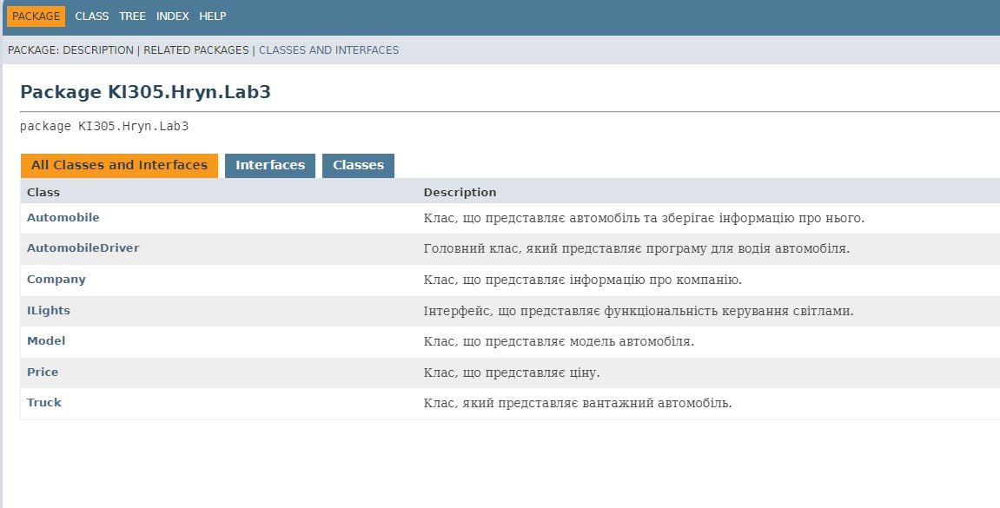 PACKAGE CLASS TREE INDEX HELP
PACKAGE: DESCRIPTION | RELATED PACKAGES | CLASSES AND INTERFACES
Package KI305.Hryn.Lab3
package KI305.Hryn.Lab3
All Classes and Interfaces Interfaces Classes
Class Description
Automobile Клас, що представляє автомобіль та зберігає інформацію про нього.
AutomobileDriver Головний клас, який представляє програму для водія автомобіля.
Company Клас, що представляє інформацію про компанію.
ILights Інтерфейс, що представляє функціональність керування світлами.
Model Клас, що представляє модель автомобіля.
Price Клас, що представляє ціну.
Truck Клас, який представляє вантажний автомобіль.